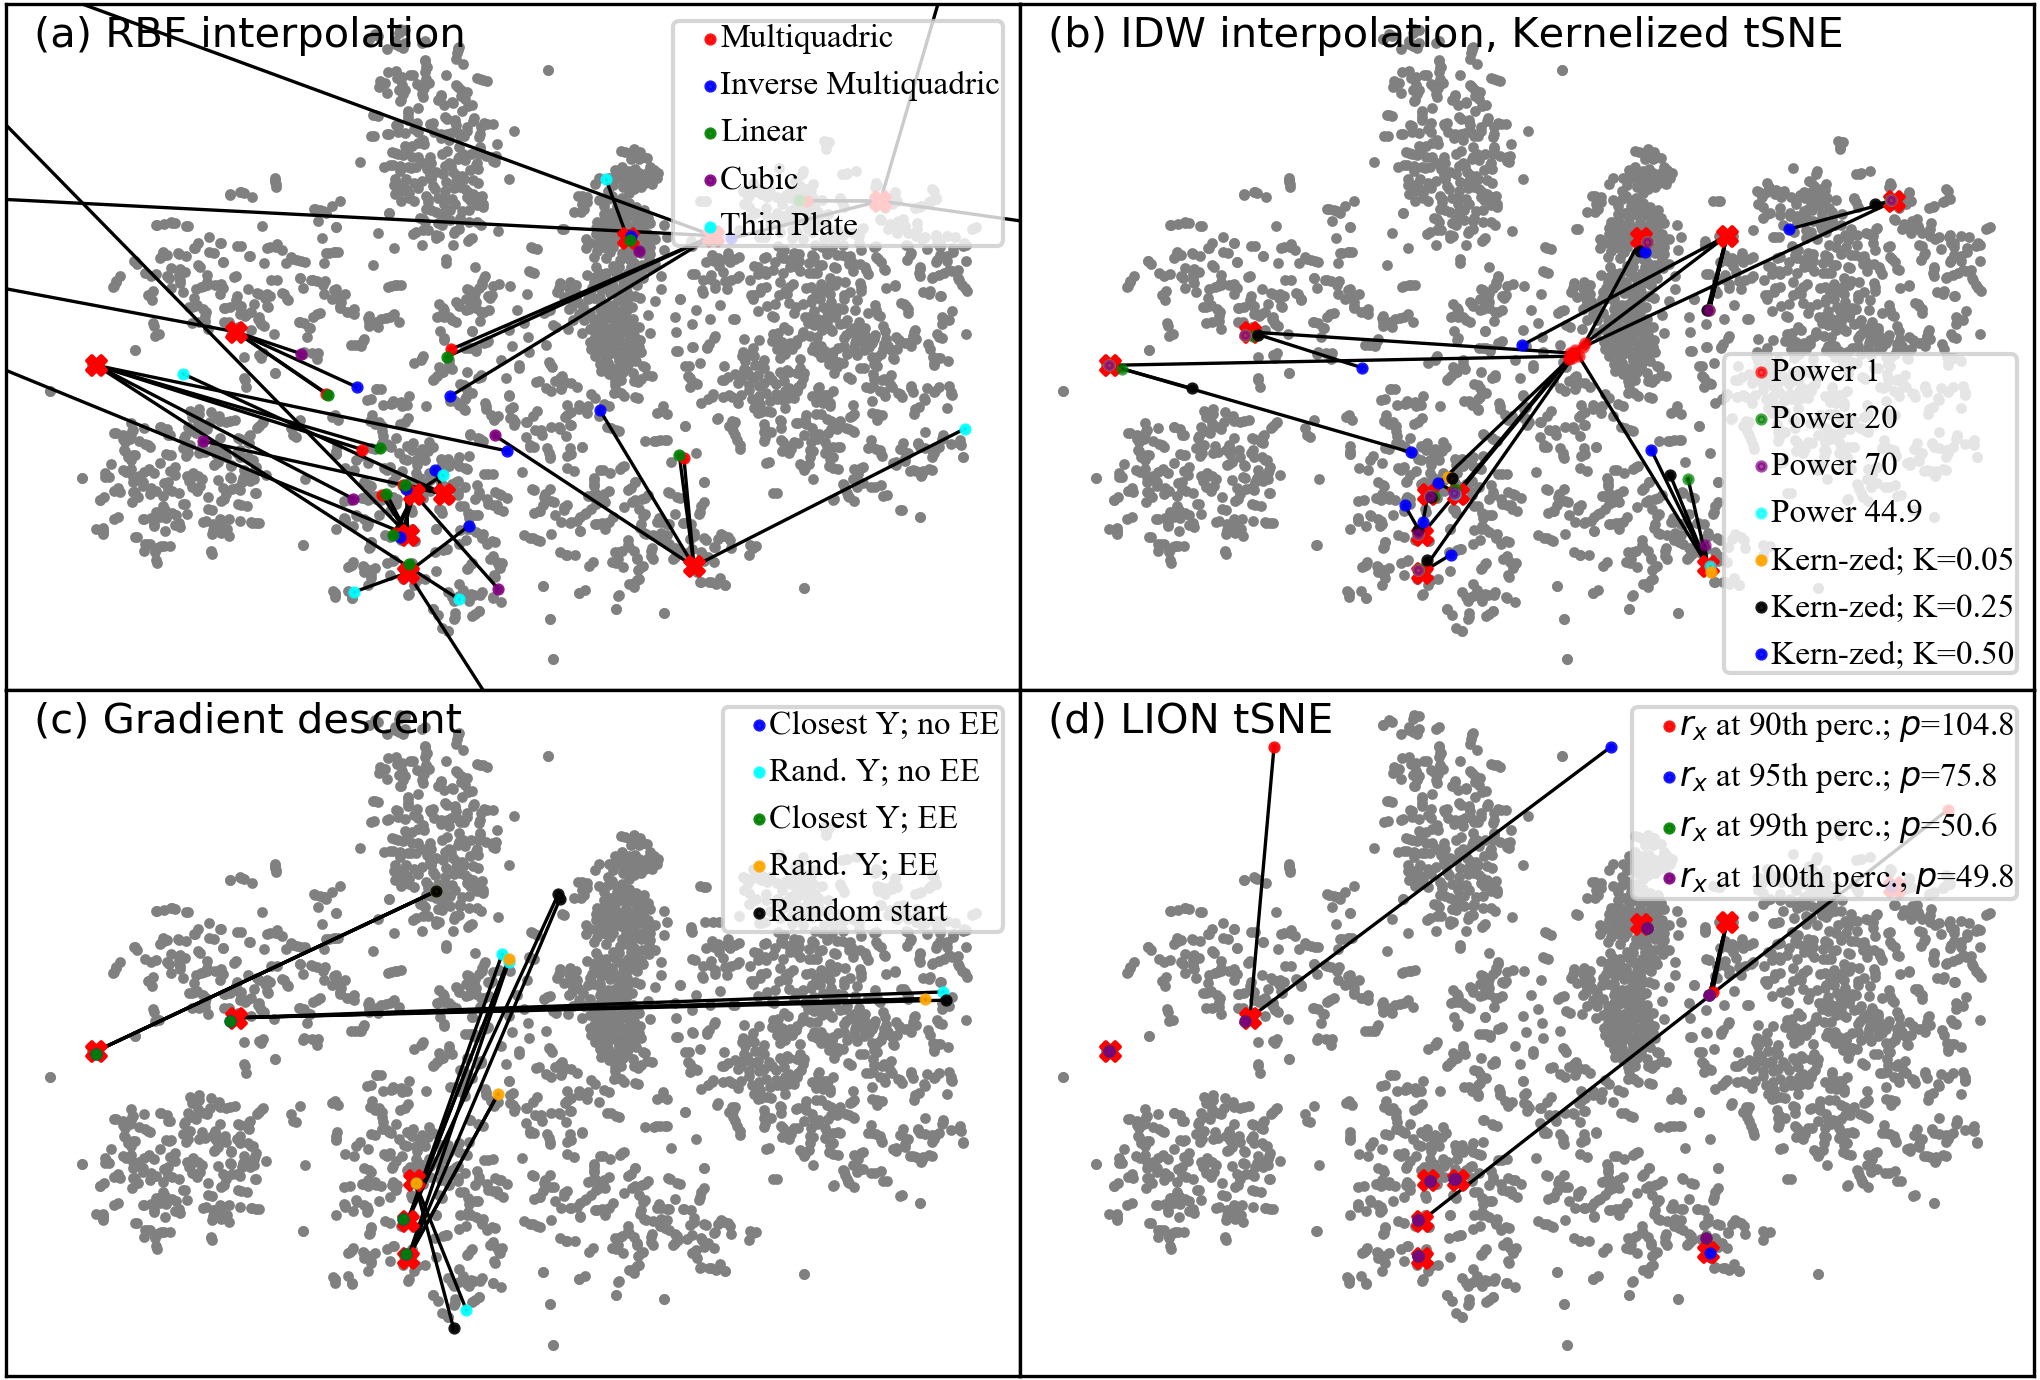 (a) RBF interpolation
Multiquadric
Inverse Multiquadric
Linear
Cubic
Thin Plate
(b) IDW interpolation, Kernelized tSNE
Power 1
Power 20
Power 70
Power 44.9
Kern-zed; K=0.05
Kern-zed; K=0.25
Kern-zed; K=0.50
(c) Gradient descent
Closest Y; no EE
Rand. Y; no EE
Closest Y; EE
Rand. Y; EE
Random start
(d) LION tSNE
r_x at 90th perc.; p=104.8
r_x at 95th perc.; p=75.8
r_x at 99th perc.; p=50.6
r_x at 100th perc.; p=49.8